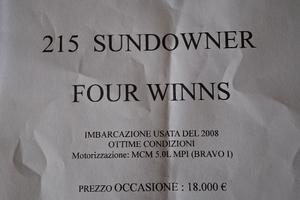 215 SUNDOWNER
FOUR WINNS
IMBARCAZIONE USATA DEL 2008
OTTIME CONDIZIONI
Motorizzazione: MCM 5.0L MPI (BRAVO I)
PREZZO OCCASIONE : 18.000 €